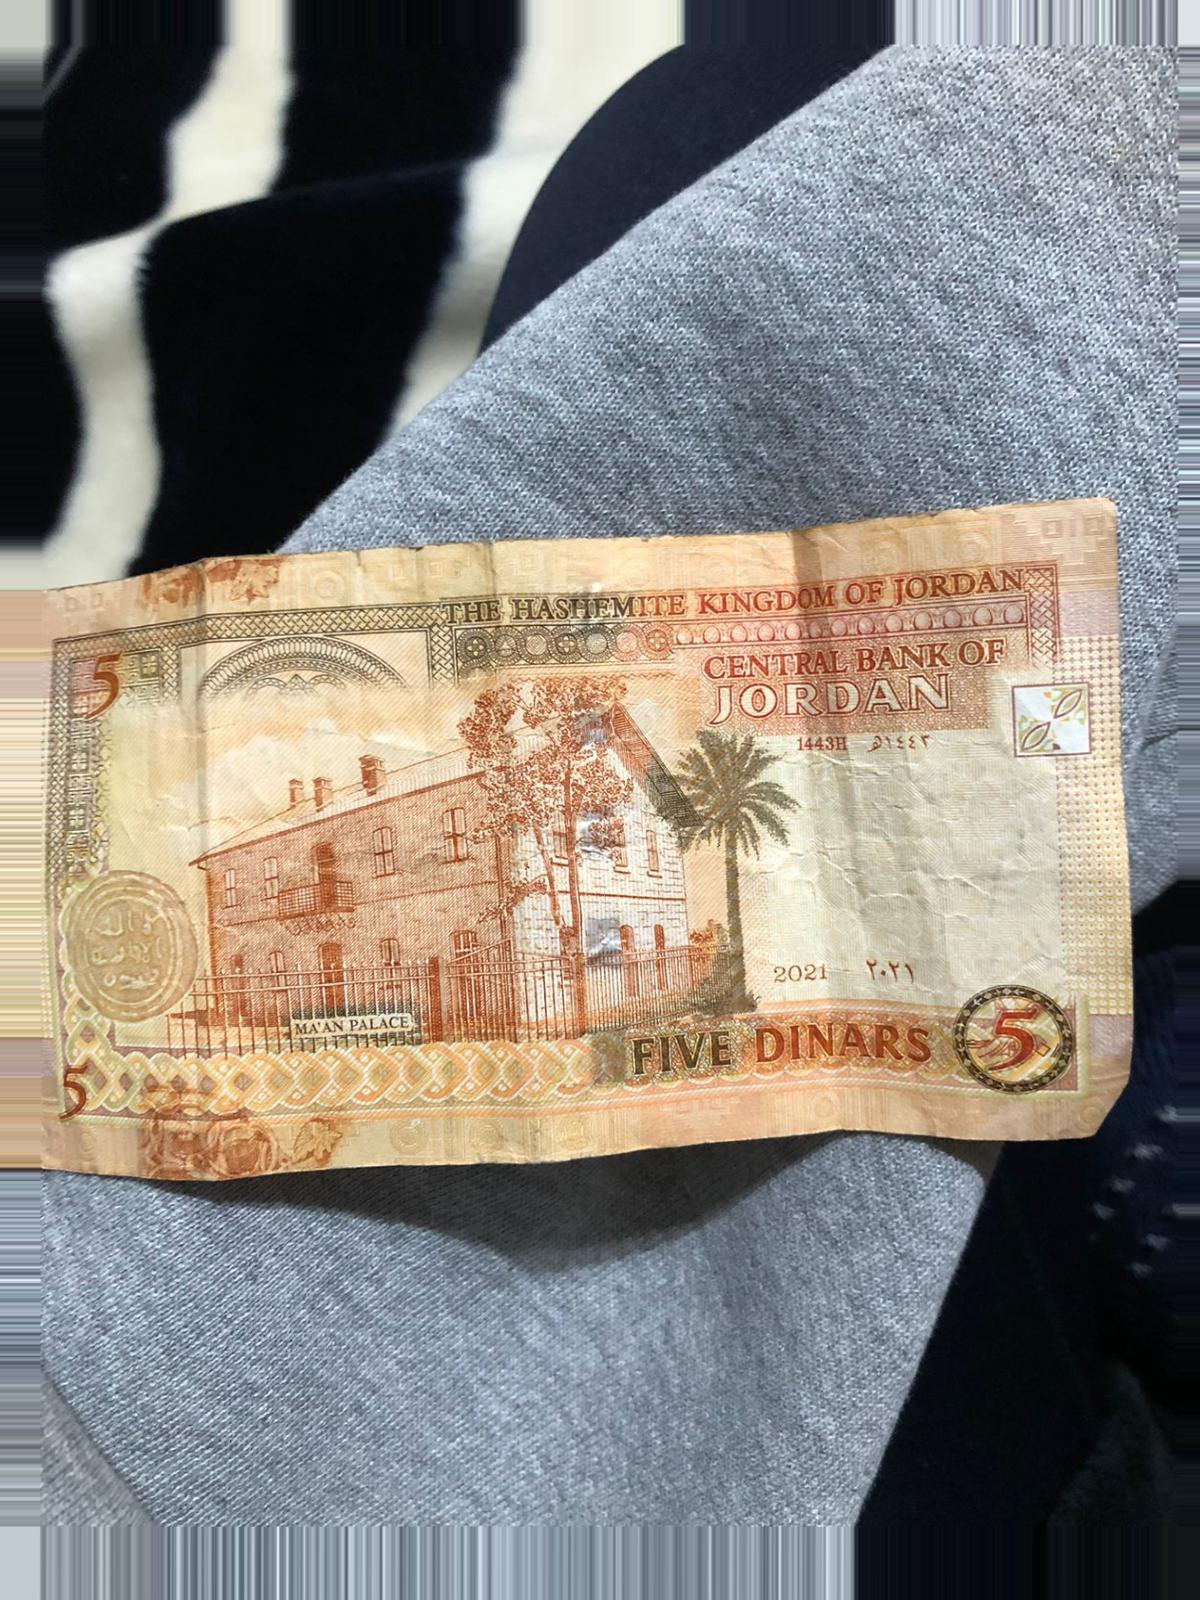 THE HASHEMITE KINGDOM OF JORDAN
5
CENTRAL BANK OF
JORDAN
1443H ١٤٤٣هـ
2021 ٢٠٢١
MA'AN PALACE
FIVE DINARS
5
5